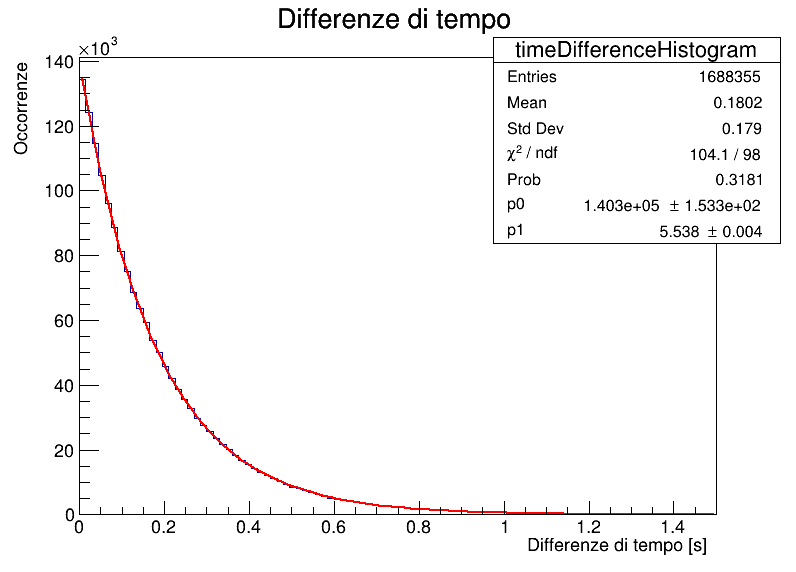 Differenze di tempo
×10³
Occorrenze
timeDifferenceHistogram
Entries 1688355
Mean 0.1802
Std Dev 0.179
χ² / ndf 104.1 / 98
Prob 0.3181
p0 1.403e+05 ± 1.533e+02
p1 5.538 ± 0.004
140
120
100
80
60
40
20
0
0 0.2 0.4 0.6 0.8 1 1.2 1.4
Differenze di tempo [s]